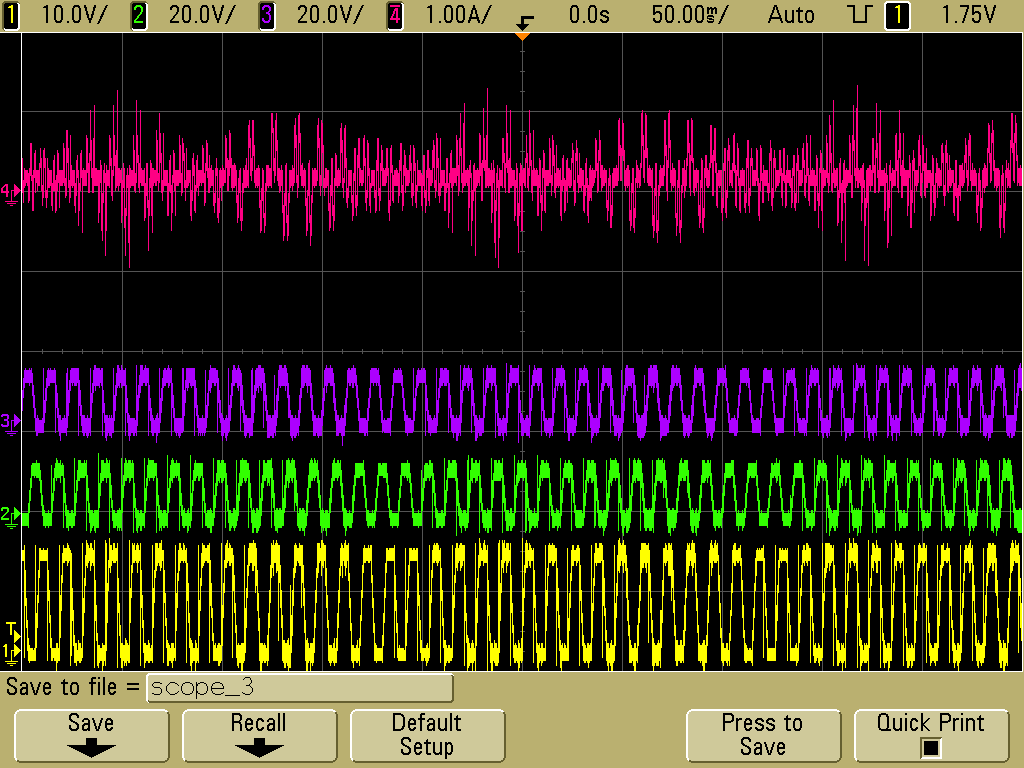 1 10.0V/ 2 20.0V/ 3 20.0V/ 4 1.00A/ 0.0s 50.00ms/ Auto 1 1.75V
4
3
2
T
1
Save to file = scope_3
Save Recall Default Setup Press to Save Quick Print